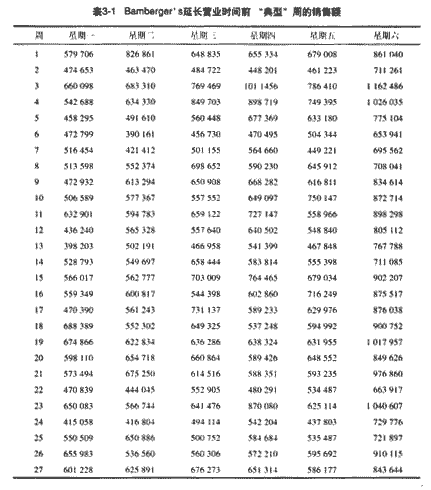 表3-1 Bamberger's延长营业时间前 “典型”周的销售额
周 星期一 星期二 星期三 星期四 星期五 星期六
1 579 706 826 861 648 835 655 334 679 008 861 040
2 474 653 463 470 484 722 448 201 461 223 711 261
3 660 098 683 310 769 469 101 1456 786 410 1 162 486
4 542 688 634 330 849 703 898 719 749 395 1 026 035
5 458 295 491 610 560 448 677 369 633 180 775 104
6 472 799 390 161 456 730 470 495 504 344 653 941
7 516 454 421 412 501 155 564 660 449 221 695 562
8 513 598 552 374 698 652 590 230 645 912 708 041
9 472 932 613 294 650 908 668 282 616 811 834 614
10 506 589 577 367 557 552 649 097 750 147 872 714
11 632 901 594 783 659 122 727 147 558 966 898 298
12 436 240 565 328 557 640 640 502 548 840 805 112
13 398 203 502 191 466 958 541 399 467 848 767 788
14 528 793 549 697 658 444 583 814 555 398 711 085
15 566 017 562 777 703 009 764 465 679 034 902 207
16 559 349 600 817 544 398 602 860 716 249 875 517
17 470 390 561 243 731 137 589 233 629 976 876 038
18 688 389 552 302 649 325 537 248 594 992 900 752
19 674 866 622 834 636 286 638 324 631 955 1 017 957
20 598 110 654 718 660 864 589 426 648 552 849 626
21 573 494 675 250 614 516 588 351 593 235 976 860
22 470 839 444 045 552 905 480 291 534 487 663 917
23 650 083 566 744 641 476 870 080 625 114 1 040 607
24 415 058 416 804 494 114 542 204 437 803 729 776
25 550 509 650 886 500 752 584 684 535 487 721 897
26 655 983 536 560 560 306 572 210 595 692 910 115
27 601 228 625 891 676 273 651 314 586 177 843 644